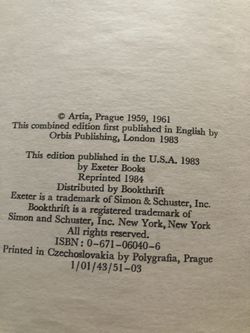 © Artia, Prague 1959, 1961
This combined edition first published in English by
Orbis Publishing, London 1983
This edition published in the U.S.A. 1983
by Exeter Books
Reprinted 1984
Distributed by Bookthrift
Exeter is a trademark of Simon & Schuster, Inc.
Bookthrift is a registered trademark of
Simon and Schuster, Inc. New York, New York
All rights reserved.
ISBN: 0-671-06040-6
Printed in Czechoslovakia by Polygrafia, Prague
1/01/43/51-03